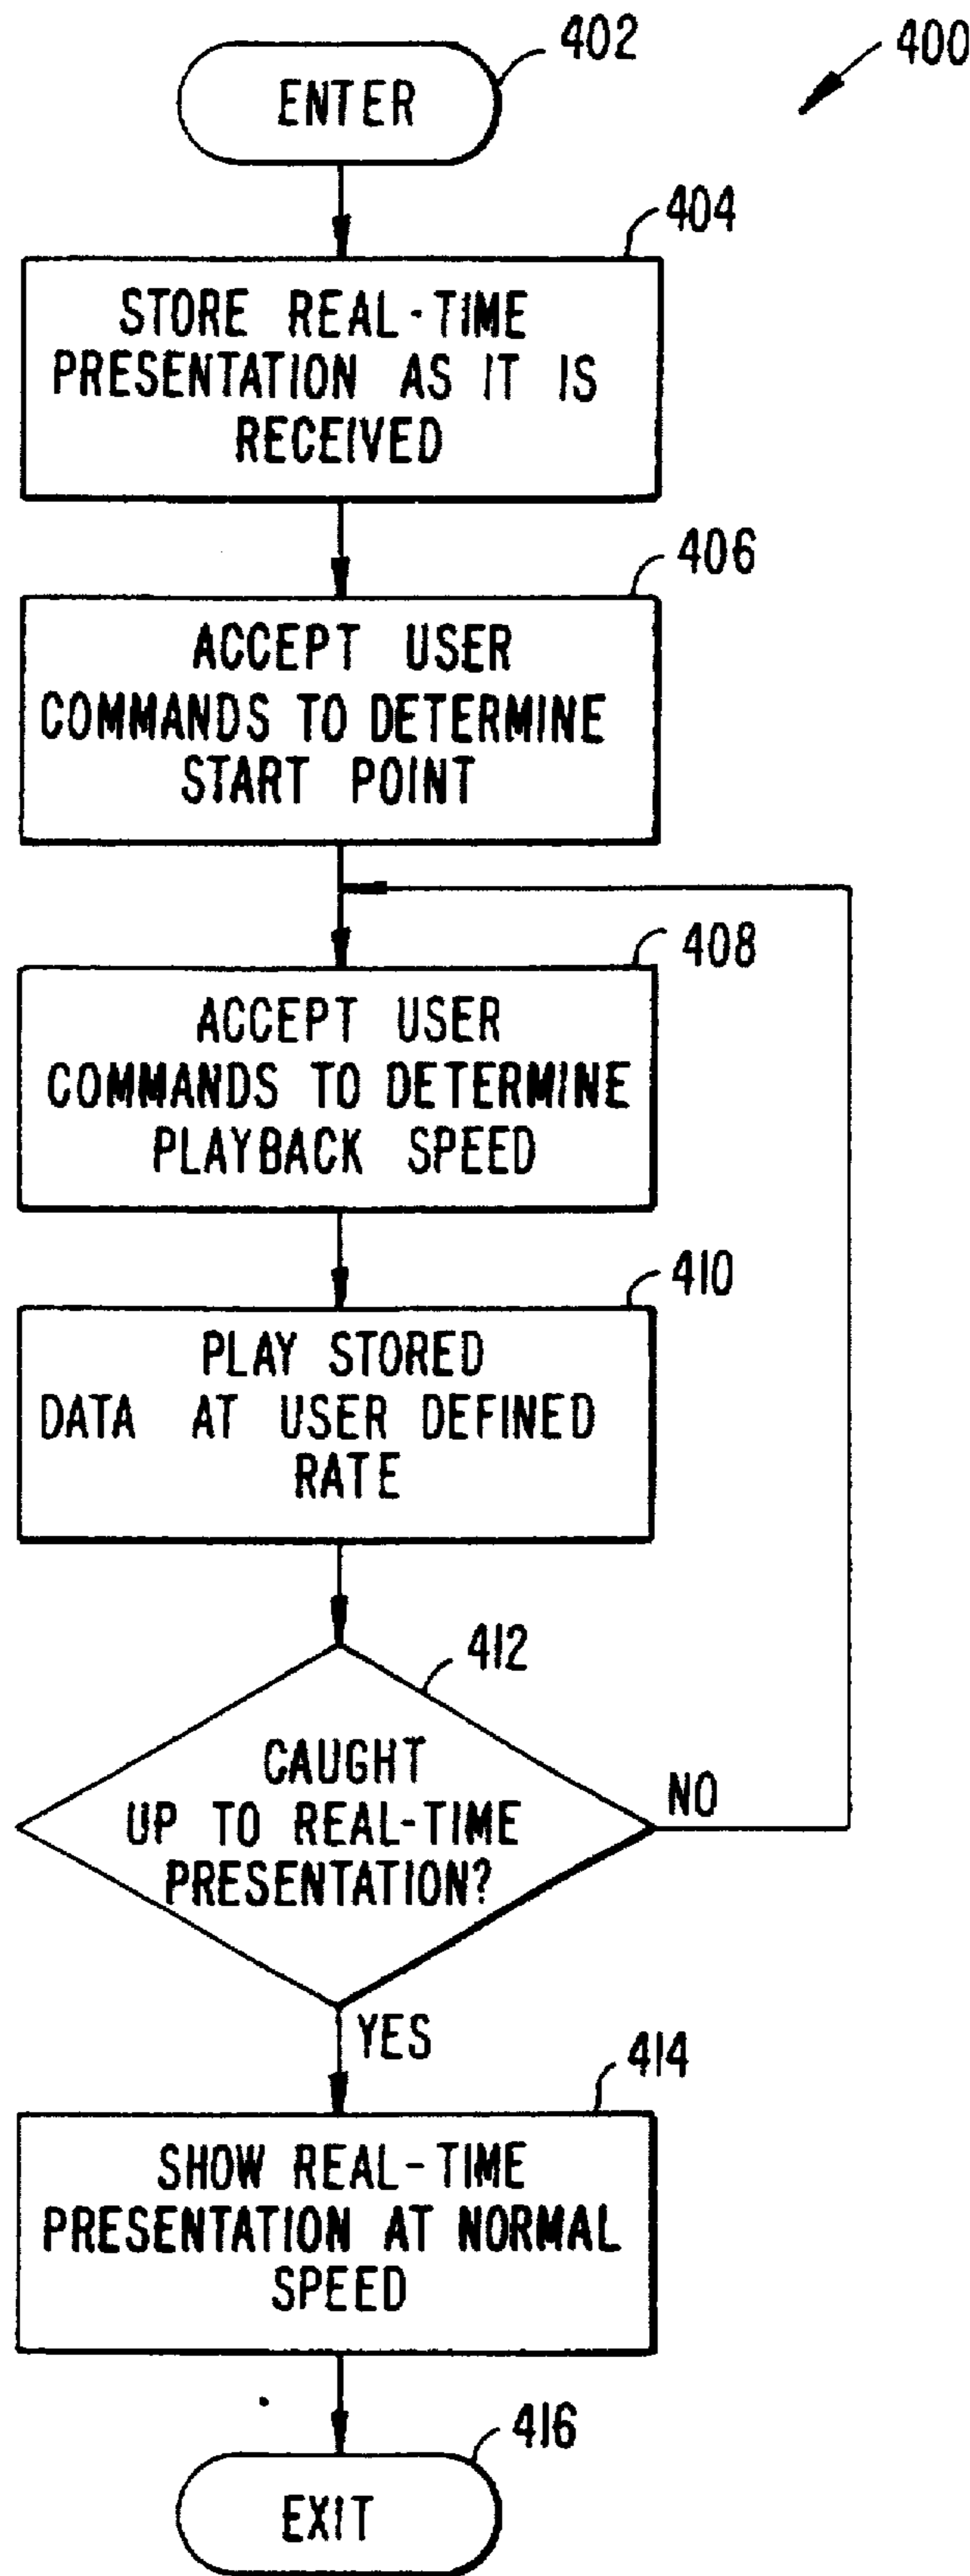 402
400
ENTER
404
STORE REAL-TIME
PRESENTATION AS IT IS
RECEIVED
406
ACCEPT USER
COMMANDS TO DETERMINE
START POINT
408
ACCEPT USER
COMMANDS TO DETERMINE
PLAYBACK SPEED
410
PLAY STORED
DATA AT USER DEFINED
RATE
412
CAUGHT
UP TO REAL-TIME
PRESENTATION?
NO
YES
414
SHOW REAL-TIME
PRESENTATION AT NORMAL
SPEED
416
EXIT